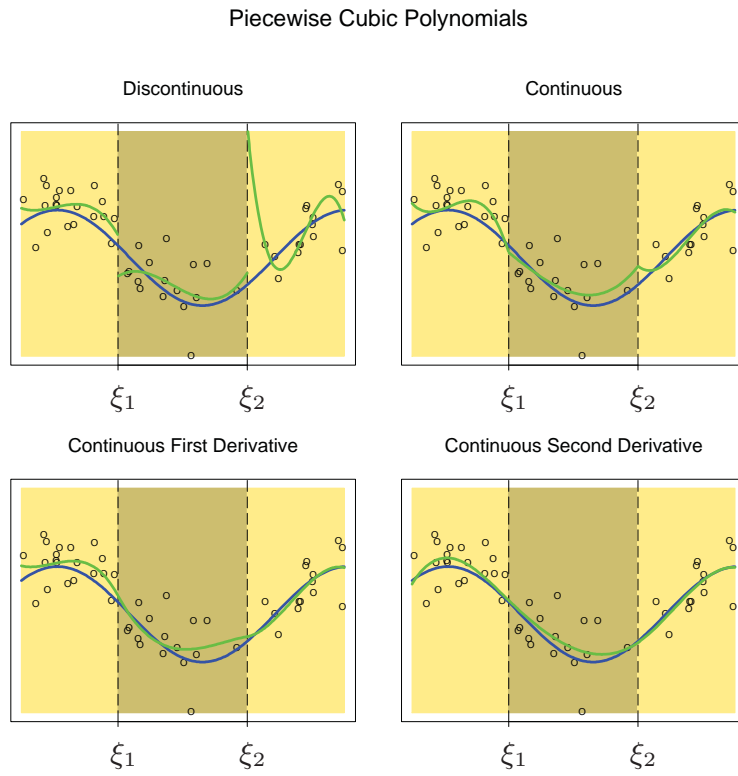 Piecewise Cubic Polynomials
Discontinuous
Continuous
ξ1
ξ2
ξ1
ξ2
Continuous First Derivative
Continuous Second Derivative
ξ1
ξ2
ξ1
ξ2